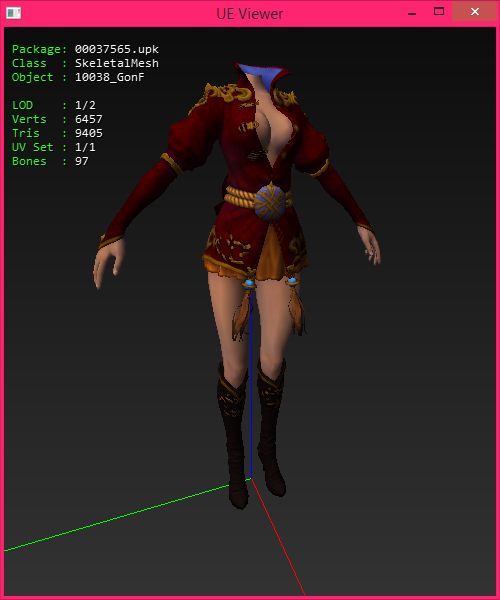 UE Viewer
Package: 00037565.upk
Class  : SkeletalMesh
Object : 10038_GonF
LOD    : 1/2
Verts  : 6457
Tris   : 9405
UV Set : 1/1
Bones  : 97